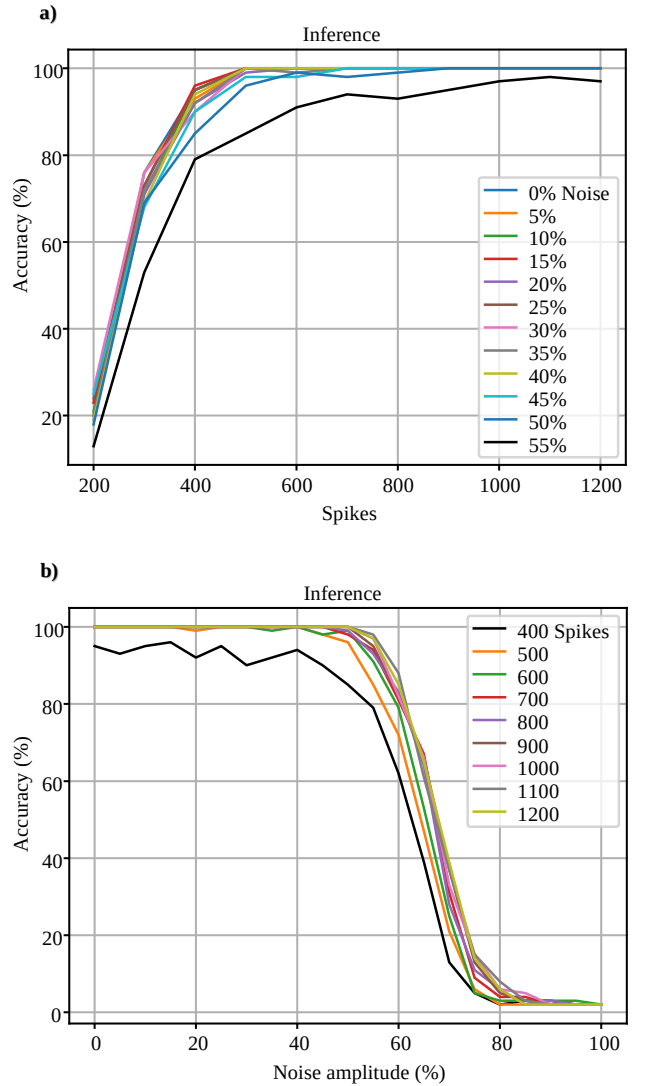 a)
Inference
100
80
60
40
20
Accuracy (%)
0% Noise
5%
10%
15%
20%
25%
30%
35%
40%
45%
50%
55%
200 400 600 800 1000 1200
Spikes
b)
Inference
100
80
60
40
20
0
Accuracy (%)
400 Spikes
500
600
700
800
900
1000
1100
1200
0 20 40 60 80 100
Noise amplitude (%)